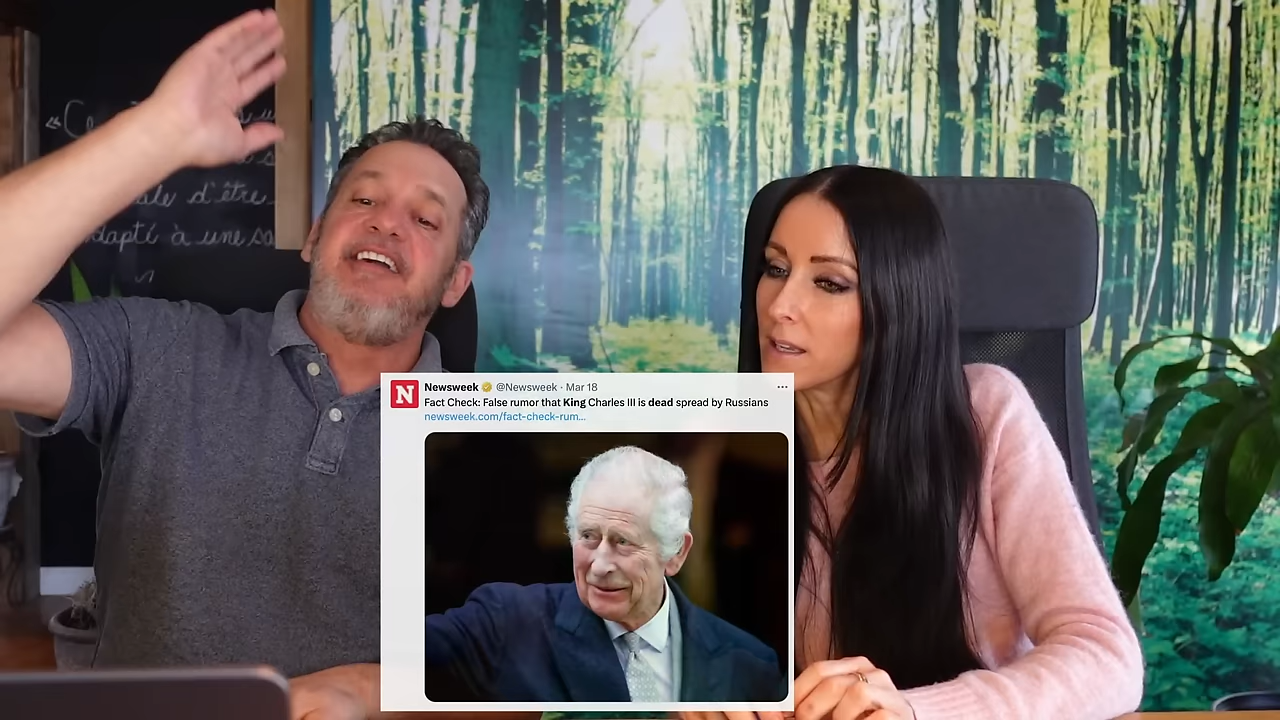 d'être
adapté à une
N
Newsweek @Newsweek · Mar 18
Fact Check: False rumor that King Charles III is dead spread by Russians
newsweek.com/fact-check-rum...